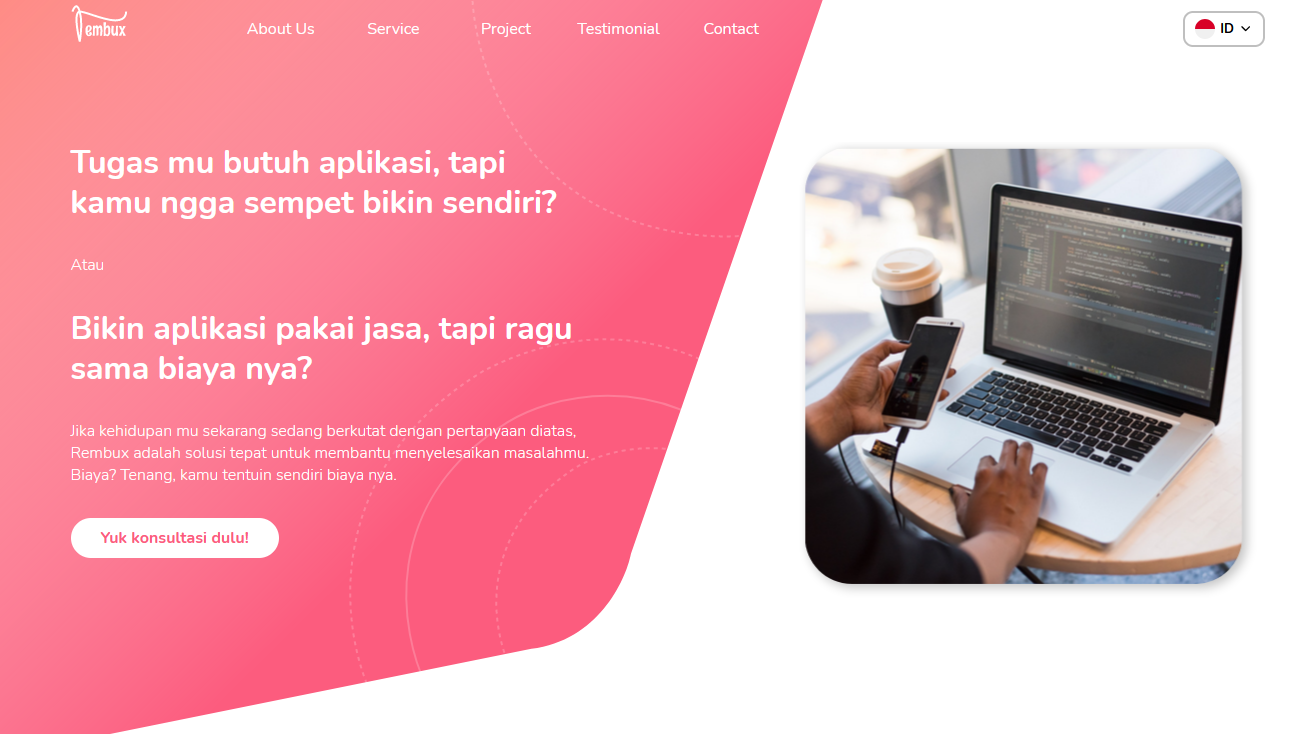 Rembux
About Us
Service
Project
Testimonial
Contact
ID
Tugas mu butuh aplikasi, tapi
kamu ngga sempet bikin sendiri?
Atau
Bikin aplikasi pakai jasa, tapi ragu
sama biaya nya?
Jika kehidupan mu sekarang sedang berkutat dengan pertanyaan diatas,
Rembux adalah solusi tepat untuk membantu menyelesaikan masalahmu.
Biaya? Tenang, kamu tentuin sendiri biaya nya.
Yuk konsultasi dulu!